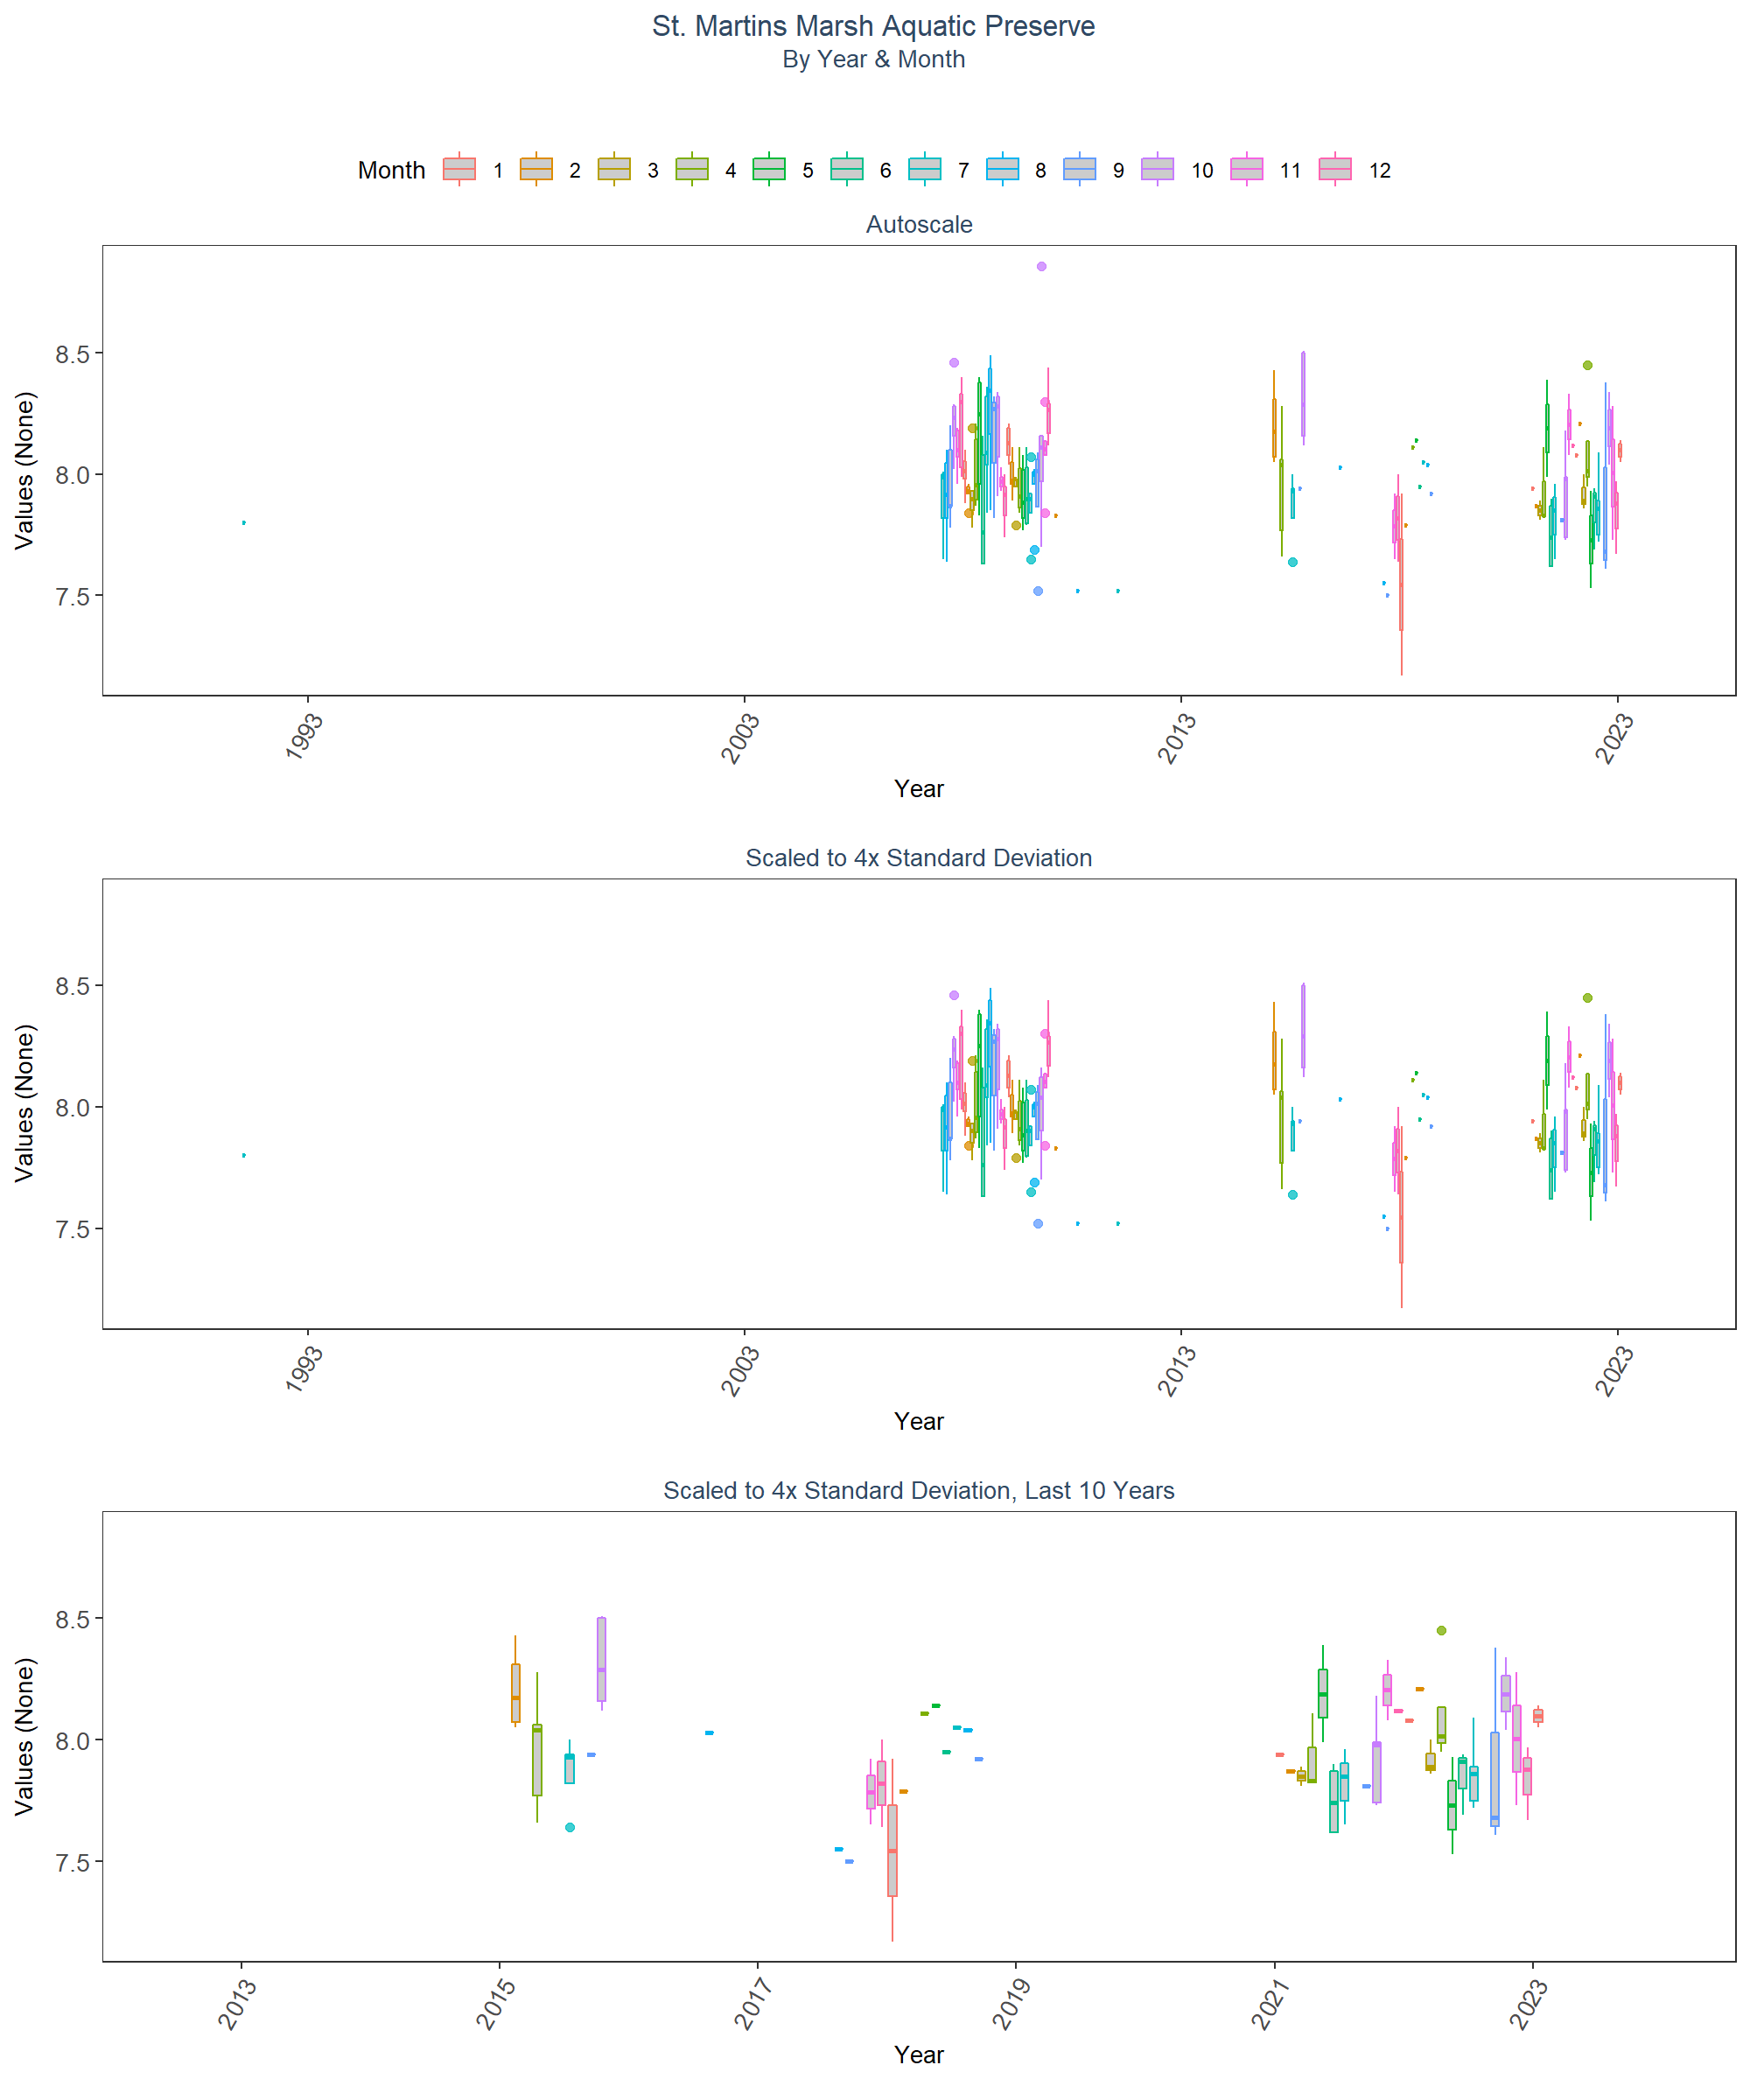 St. Martins Marsh Aquatic Preserve
By Year & Month
Month 1 2 3 4 5 6 7 8 9 10 11 12
Autoscale
Values (None)
8.5
8.0
7.5
1993 2003 2013 2023
Year
Scaled to 4x Standard Deviation
Values (None)
8.5
8.0
7.5
1993 2003 2013 2023
Year
Scaled to 4x Standard Deviation, Last 10 Years
Values (None)
8.5
8.0
7.5
2013 2015 2017 2019 2021 2023
Year